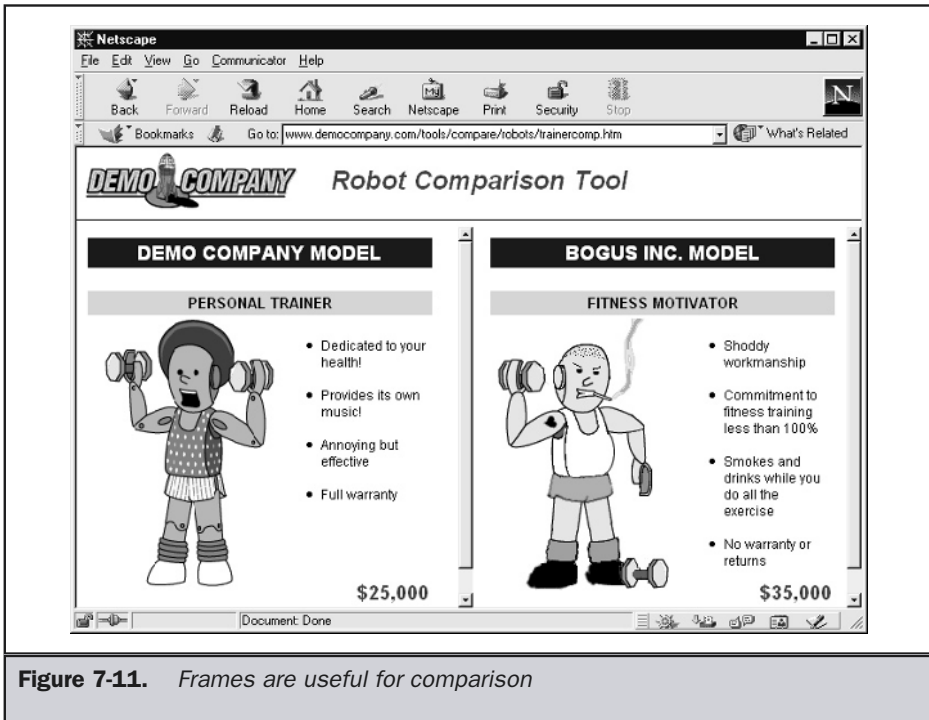 Netscape
File Edit View Go Communicator Help
Back Forward Reload Home Search Netscape Print Security Stop
My
N
Bookmarks Go to: www.democompany.com/tools/compare/robots/trainercomp.htm What's Related
DEMO COMPANY Robot Comparison Tool
DEMO COMPANY MODEL
PERSONAL TRAINER
• Dedicated to your
health!
• Provides its own
music!
• Annoying but
effective
• Full warranty
$25,000
BOGUS INC. MODEL
FITNESS MOTIVATOR
• Shoddy
workmanship
• Commitment to
fitness training
less than 100%
• Smokes and
drinks while you
do all the
exercise
• No warranty or
returns
$35,000
Document: Done
Figure 7-11. Frames are useful for comparison